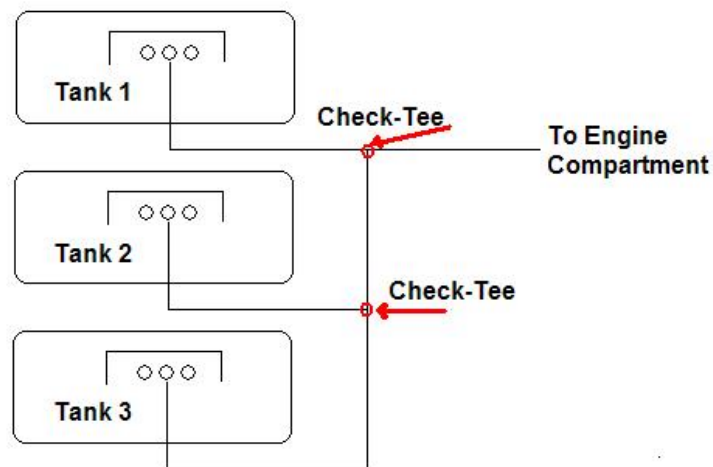 Tank 1
Check-Tee
To Engine
Compartment
Tank 2
Check-Tee
Tank 3